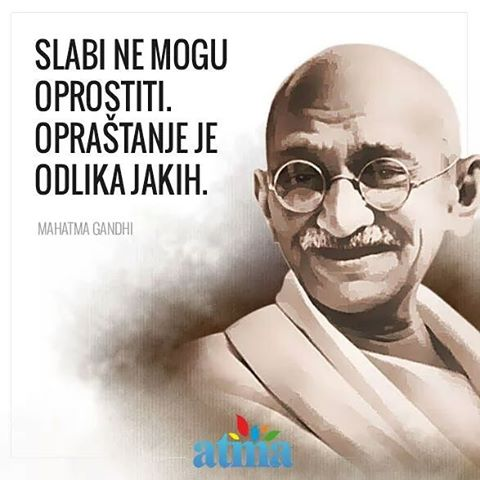 SLABI NE MOGU
OPROSTITI.
OPRAŠTANJE JE
ODLIKA JAKIH.
MAHATMA GANDHI
atma